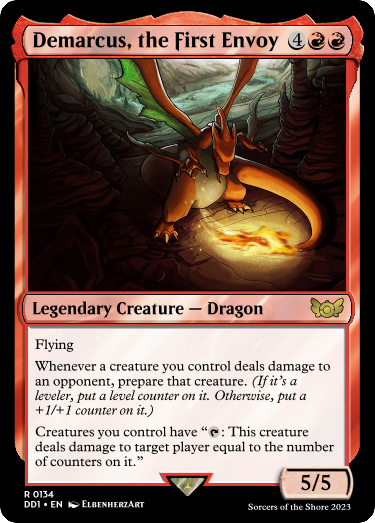 Demarcus, the First Envoy 4
Legendary Creature — Dragon
Flying
Whenever a creature you control deals damage to
an opponent, prepare that creature. (If it's a
leveler, put a level counter on it. Otherwise, put a
+1/+1 counter on it.)
Creatures you control have “: This creature
deals damage to target player equal to the number
of counters on it.”
5/5
R 0134
DD1 • EN ElbenherzArt
Sorcers of the Shore 2023